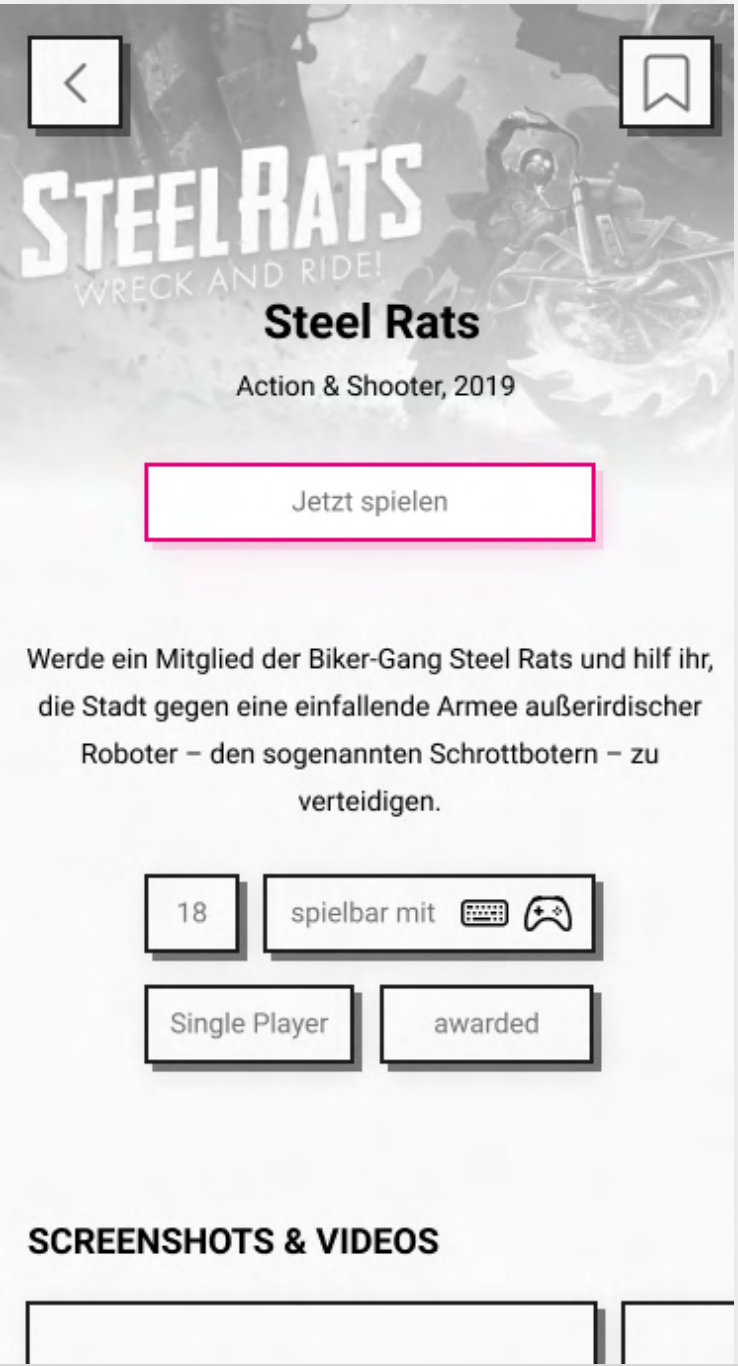 STEEL RATS
WRECK AND RIDE!
Steel Rats
Action & Shooter, 2019
Jetzt spielen
Werde ein Mitglied der Biker-Gang Steel Rats und hilf ihr,
die Stadt gegen eine einfallende Armee außerirdischer
Roboter – den sogenannten Schrottbotern – zu
verteidigen.
18
spielbar mit
Single Player
awarded
SCREENSHOTS & VIDEOS